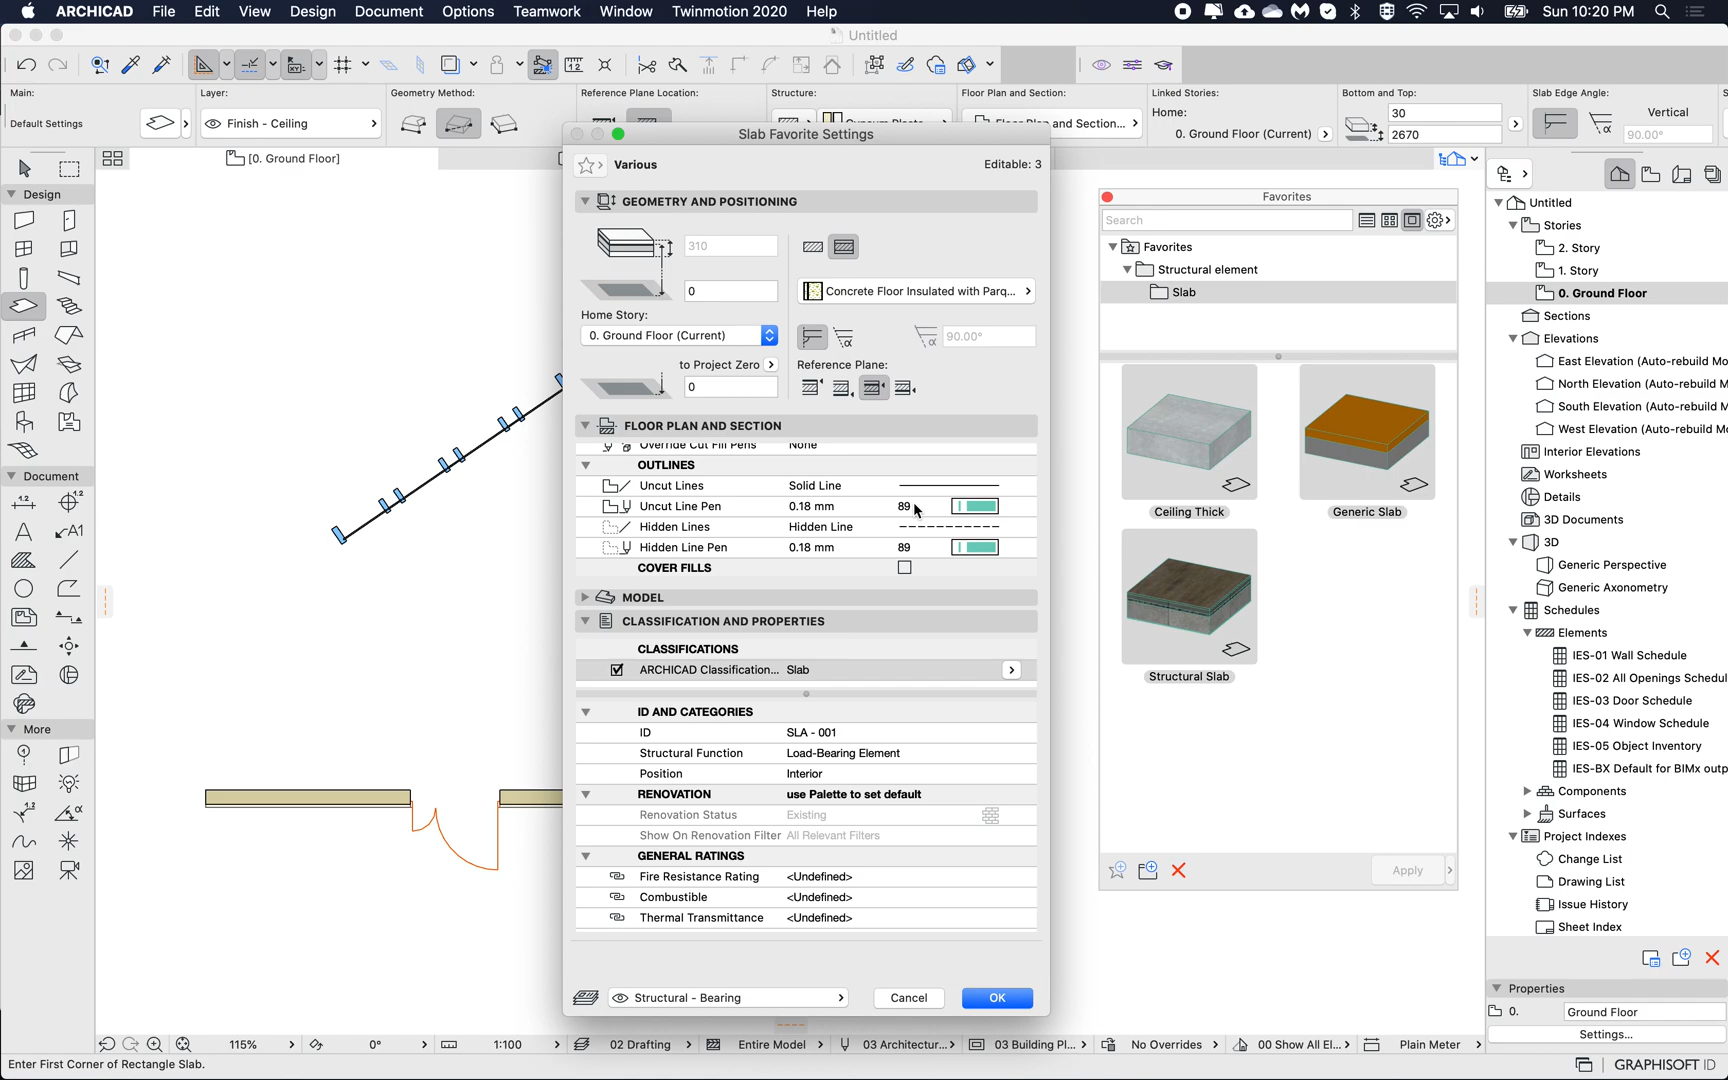 ARCHICAD File Edit View Design Document Options Teamwork Window Twinmotion 2020 Help
Sun 10:20 PM
Untitled
Main:
Layer:
Geometry Method:
Reference Plane Location:
Structure:
Floor Plan and Section:
Linked Stories:
Bottom and Top:
Slab Edge Angle:
Default Settings
Finish - Ceiling
Floor Plan and Section...
Home:
0. Ground Floor (Current)
30
2670
Vertical
90.00°
[0. Ground Floor]
Design
Document
More
Slab Favorite Settings
Various
Editable: 3
GEOMETRY AND POSITIONING
310
0
Concrete Floor Insulated with Parq...
Home Story:
0. Ground Floor (Current)
90.00°
to Project Zero
Reference Plane:
0
FLOOR PLAN AND SECTION
Override Cut Fill Pens None
OUTLINES
Uncut Lines Solid Line
Uncut Line Pen 0.18 mm 89
Hidden Lines Hidden Line
Hidden Line Pen 0.18 mm 89
COVER FILLS
MODEL
CLASSIFICATION AND PROPERTIES
CLASSIFICATIONS
ARCHICAD Classification... Slab
ID AND CATEGORIES
ID SLA - 001
Structural Function Load-Bearing Element
Position Interior
RENOVATION use Palette to set default
Renovation Status Existing
Show On Renovation Filter All Relevant Filters
GENERAL RATINGS
Fire Resistance Rating <Undefined>
Combustible <Undefined>
Thermal Transmittance <Undefined>
Structural - Bearing
Cancel
OK
Favorites
Search
Favorites
Structural element
Slab
Ceiling Thick
Generic Slab
Structural Slab
Apply
Untitled
Stories
2. Story
1. Story
0. Ground Floor
Sections
Elevations
East Elevation (Auto-rebuild Mo
North Elevation (Auto-rebuild M
South Elevation (Auto-rebuild M
West Elevation (Auto-rebuild Mo
Interior Elevations
Worksheets
Details
3D Documents
3D
Generic Perspective
Generic Axonometry
Schedules
Elements
IES-01 Wall Schedule
IES-02 All Openings Schedul
IES-03 Door Schedule
IES-04 Window Schedule
IES-05 Object Inventory
IES-BX Default for BIMx outp
Components
Surfaces
Project Indexes
Change List
Drawing List
Issue History
Sheet Index
Properties
0.
Ground Floor
Settings...
115%
0°
1:100
02 Drafting
Entire Model
03 Architectur...
03 Building Pl...
No Overrides
00 Show All El...
Plain Meter
Enter First Corner of Rectangle Slab.
GRAPHISOFT ID